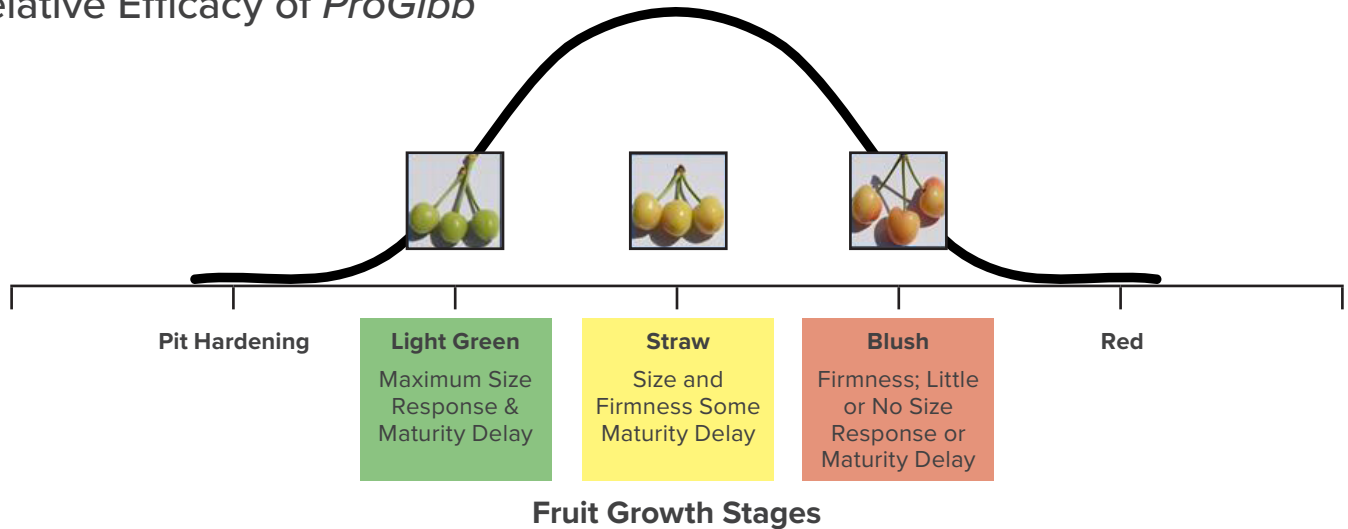 elative Efficacy of ProGibb
Pit Hardening
Light Green
Maximum Size
Response &
Maturity Delay
Straw
Size and
Firmness Some
Maturity Delay
Blush
Firmness; Little
or No Size
Response or
Maturity Delay
Red
Fruit Growth Stages